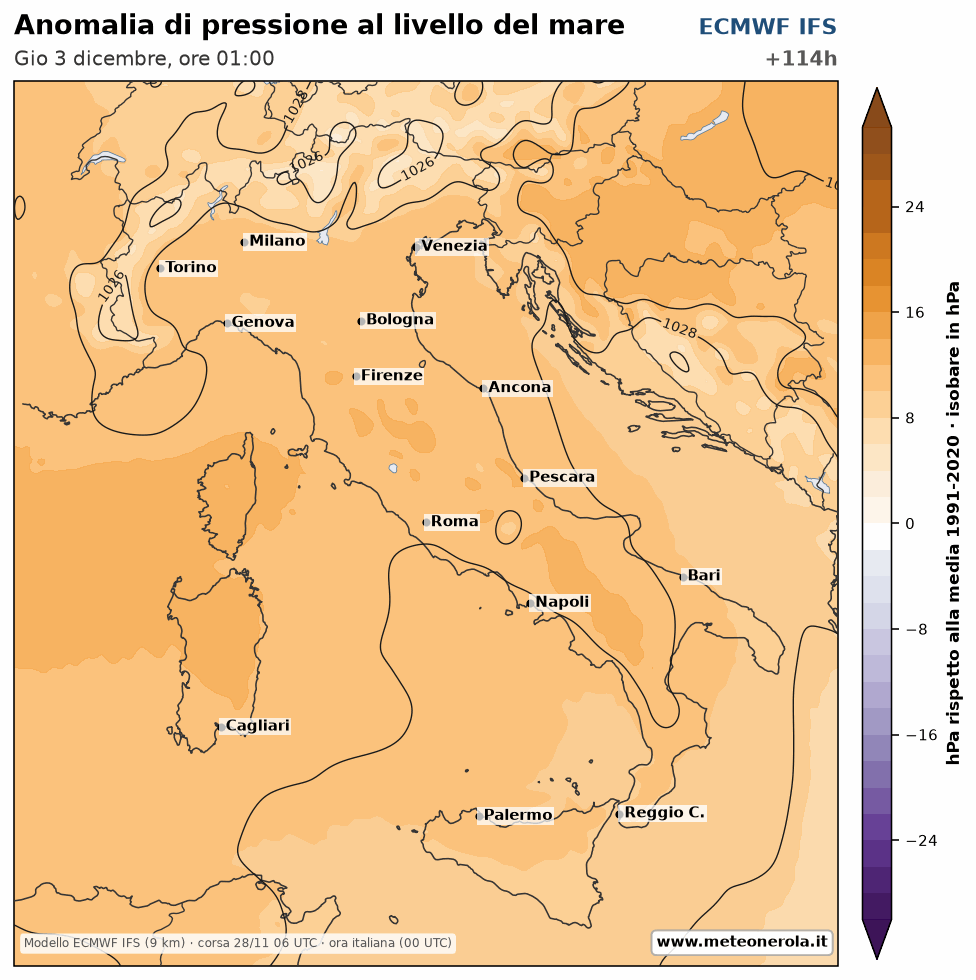 Anomalia di pressione al livello del mare
ECMWF IFS
Gio 3 dicembre, ore 01:00
+114h
1028
1026
1026
1026
1028
Milano
Venezia
Torino
Genova
Bologna
Firenze
Ancona
Pescara
Roma
Bari
Napoli
Cagliari
Palermo
Reggio C.
24
16
8
0
−8
−16
−24
hPa rispetto alla media 1991-2020 · isobare in hPa
Modello ECMWF IFS (9 km) · corsa 28/11 06 UTC · ora italiana (00 UTC)
www.meteonerola.it